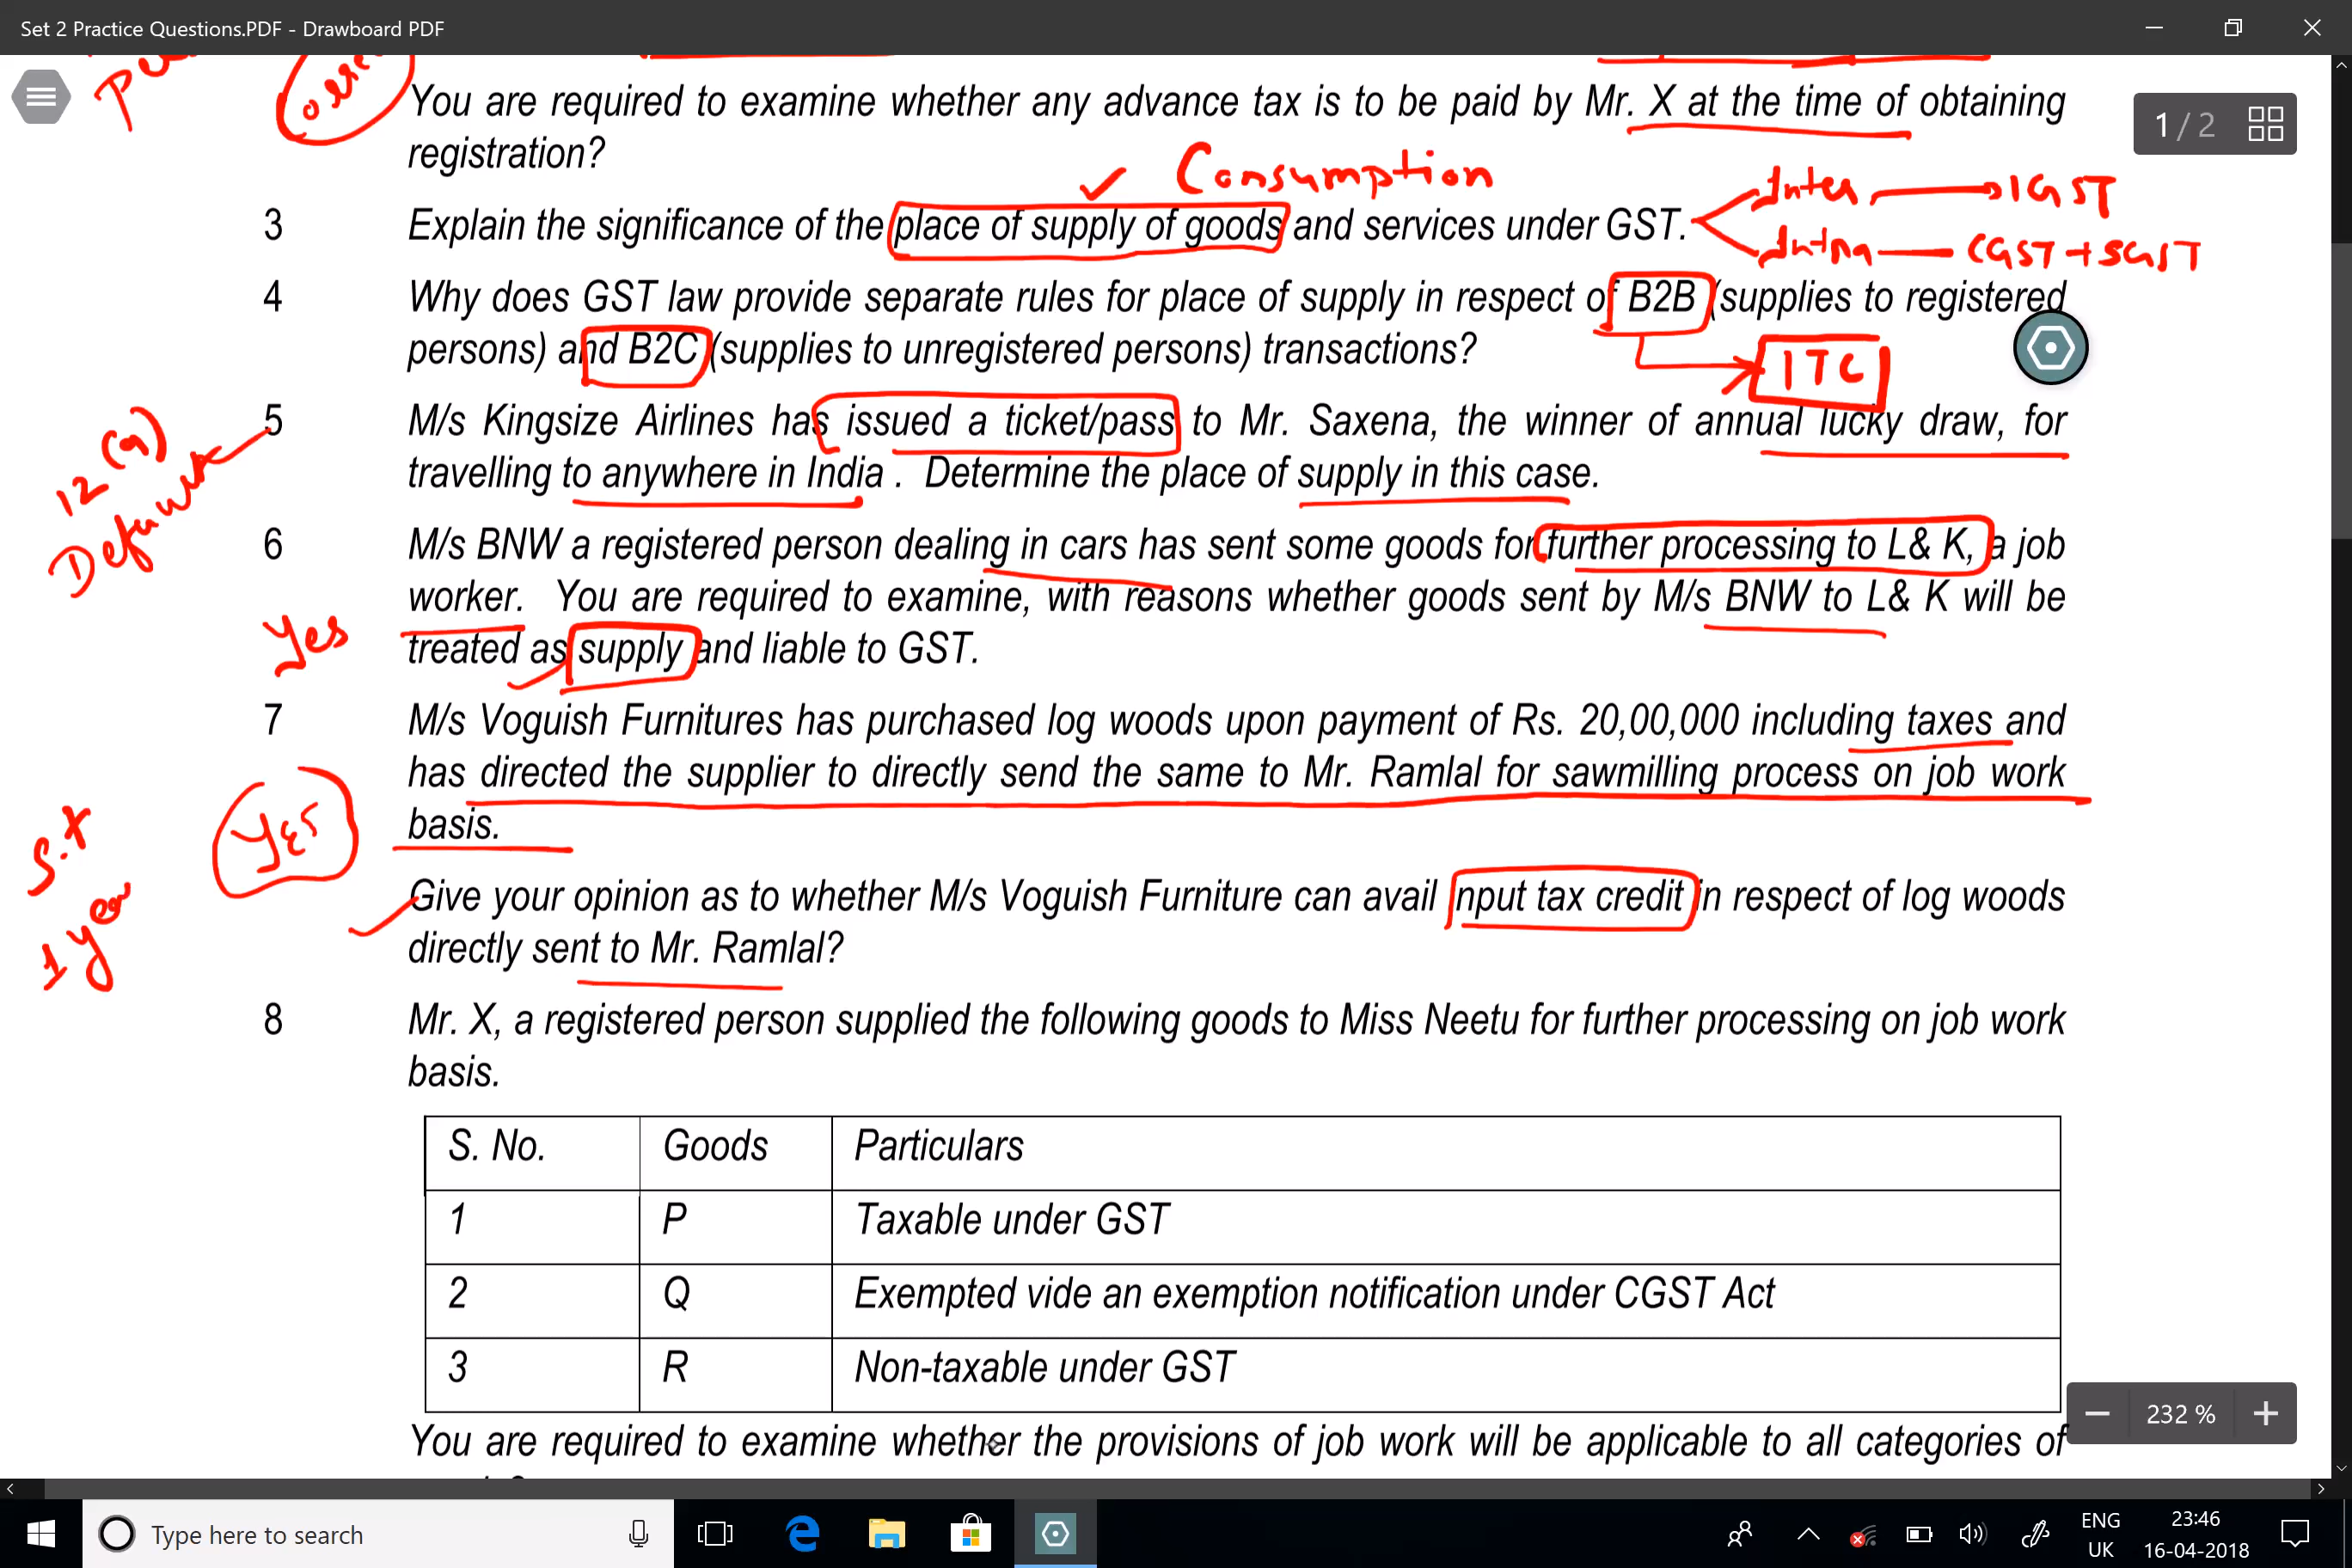 Set 2 Practice Questions.PDF - Drawboard PDF
You are required to examine whether any advance tax is to be paid by Mr. X at the time of obtaining
registration?
1 / 2
✓ Consumption
Inter → IGST
3 Explain the significance of the place of supply of goods and services under GST.
Intra — CGST + SGST
4 Why does GST law provide separate rules for place of supply in respect of B2B (supplies to registered
persons) and B2C (supplies to unregistered persons) transactions?
ITC
5 M/s Kingsize Airlines has issued a ticket/pass to Mr. Saxena, the winner of annual lucky draw, for
travelling to anywhere in India . Determine the place of supply in this case.
6 M/s BNW a registered person dealing in cars has sent some goods for further processing to L& K, a job
worker. You are required to examine, with reasons whether goods sent by M/s BNW to L& K will be
Yes
treated as supply and liable to GST.
7 M/s Voguish Furnitures has purchased log woods upon payment of Rs. 20,00,000 including taxes and
has directed the supplier to directly send the same to Mr. Ramlal for sawmilling process on job work
basis.
YES
1 year
Give your opinion as to whether M/s Voguish Furniture can avail nput tax credit in respect of log woods
directly sent to Mr. Ramlal?
8 Mr. X, a registered person supplied the following goods to Miss Neetu for further processing on job work
basis.
S. No. Goods Particulars
1 P Taxable under GST
2 Q Exempted vide an exemption notification under CGST Act
3 R Non-taxable under GST
232 %
You are required to examine whether the provisions of job work will be applicable to all categories of
Type here to search
ENG
UK
23:46
16-04-2018